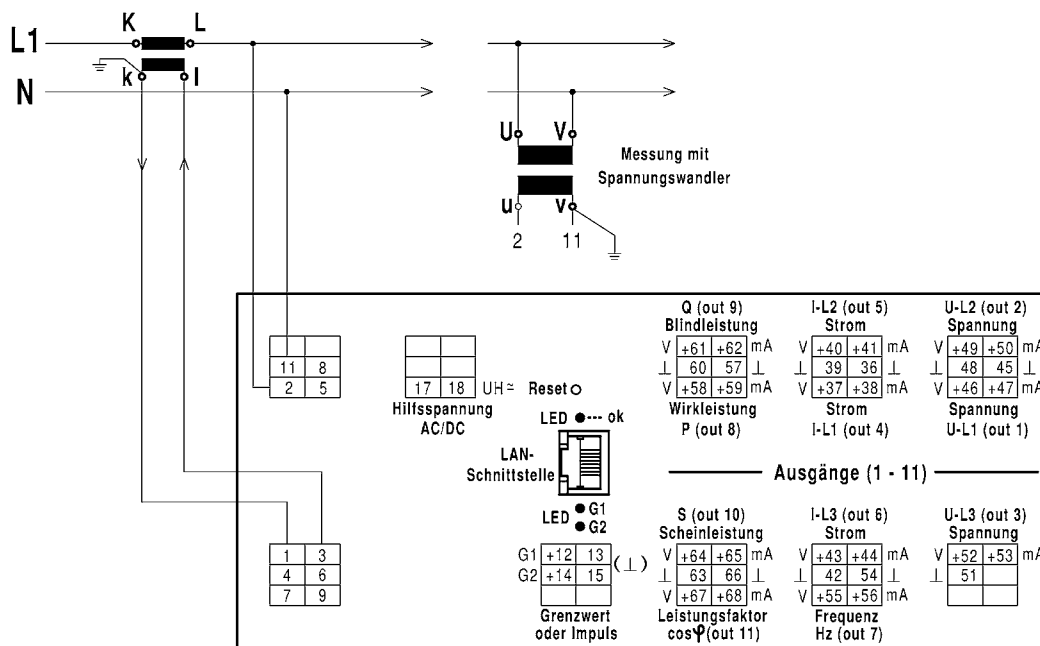 K L
L1
k l
N
U V
Messung mit
Spannungswandler
u v
2 11
11 8
2 5
17 18 UH ≃
Hilfsspannung
AC/DC
Reset
LED --- ok
LAN-
Schnittstelle
LED G1
G2
Q (out 9)
Blindleistung
V +61 +62 mA
⊥ 60 57 ⊥
V +58 +59 mA
Wirkleistung
P (out 8)
I-L2 (out 5)
Strom
V +40 +41 mA
⊥ 39 36 ⊥
V +37 +38 mA
Strom
I-L1 (out 4)
U-L2 (out 2)
Spannung
V +49 +50 mA
⊥ 48 45 ⊥
V +46 +47 mA
Spannung
U-L1 (out 1)
Ausgänge (1 - 11)
1 3
4 6
7 9
G1 +12 13 (⊥)
G2 +14 15
Grenzwert
oder Impuls
S (out 10)
Scheinleistung
V +64 +65 mA
⊥ 63 66 ⊥
V +67 +68 mA
Leistungsfaktor
cosφ (out 11)
I-L3 (out 6)
Strom
V +43 +44 mA
⊥ 42 54 ⊥
V +55 +56 mA
Frequenz
Hz (out 7)
U-L3 (out 3)
Spannung
V +52 +53 mA
⊥ 51